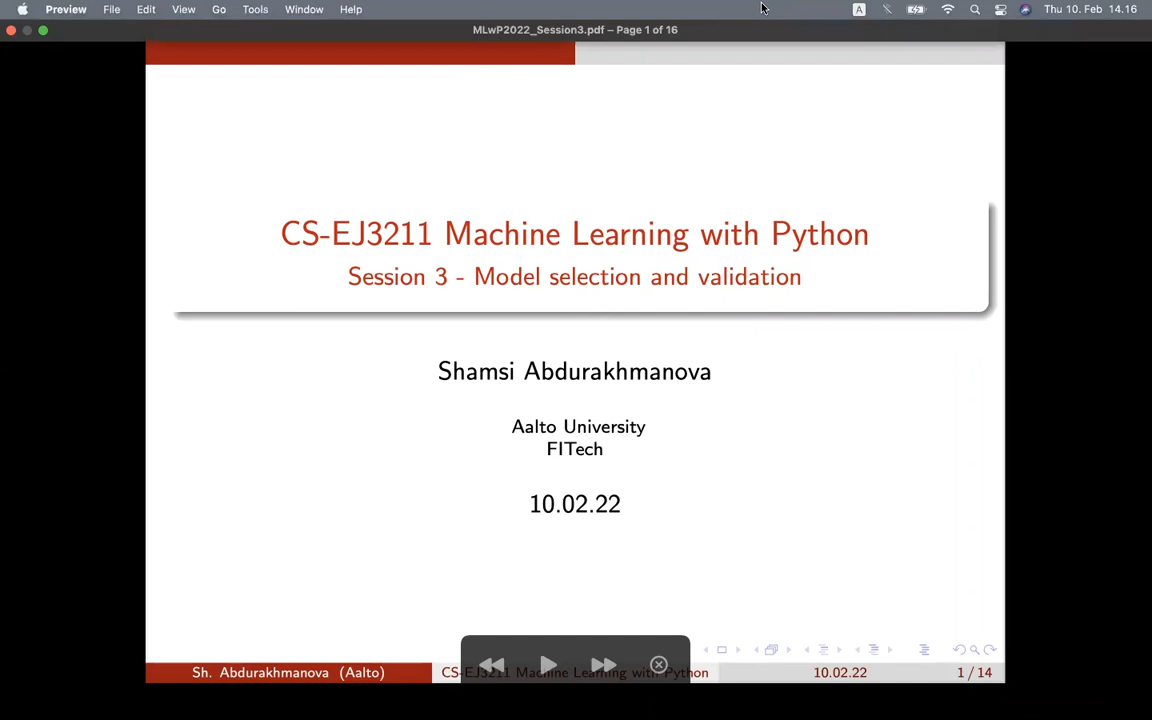 Preview File Edit View Go Tools Window Help A Thu 10. Feb 14.16
MLwP2022_Session3.pdf – Page 1 of 16
CS-EJ3211 Machine Learning with Python
Session 3 - Model selection and validation
Shamsi Abdurakhmanova
Aalto University
FITech
10.02.22
Sh. Abdurakhmanova (Aalto) CS-EJ3211 Machine Learning with Python 10.02.22 1 / 14